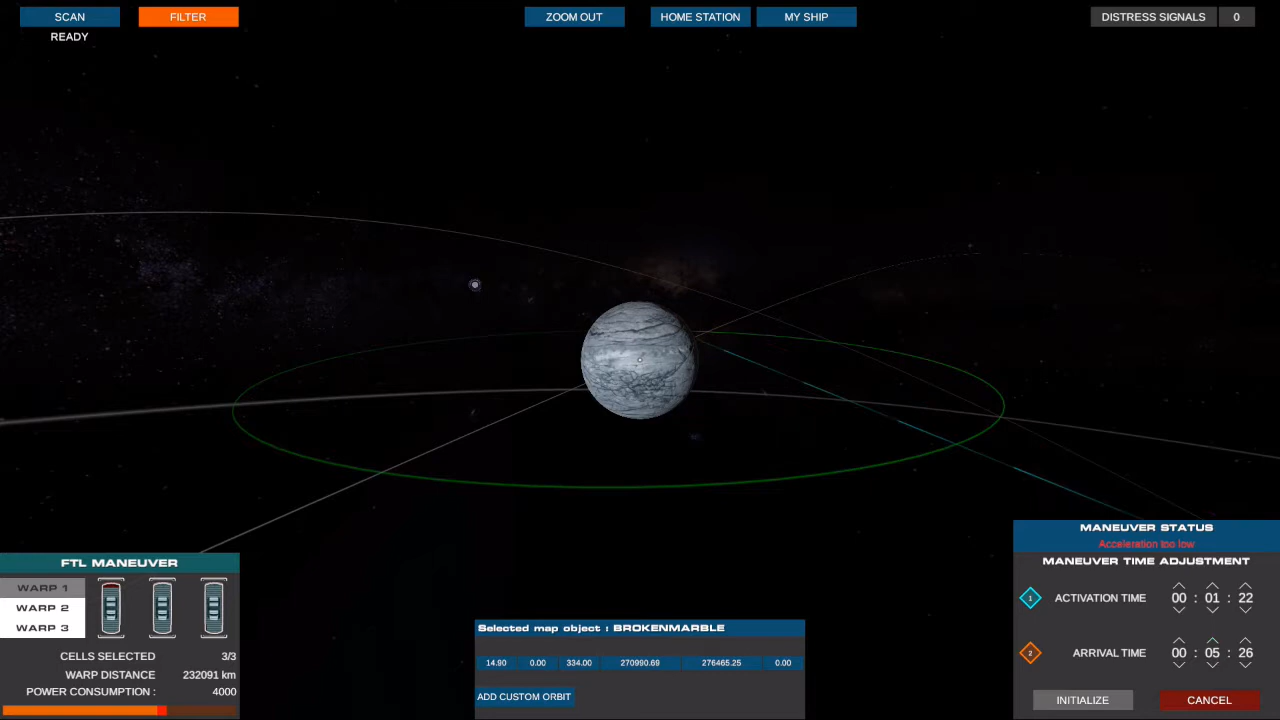 SCAN
FILTER
ZOOM OUT
HOME STATION
MY SHIP
DISTRESS SIGNALS
0
READY
FTL MANEUVER
WARP 1
WARP 2
WARP 3
CELLS SELECTED 3/3
WARP DISTANCE 232091 km
POWER CONSUMPTION : 4000
Selected map object : BROKENMARBLE
14.90 0.00 334.00 270990.69 276465.25 0.00
ADD CUSTOM ORBIT
MANEUVER STATUS
Acceleration too low
MANEUVER TIME ADJUSTMENT
1 ACTIVATION TIME 00 : 01 : 22
2 ARRIVAL TIME 00 : 05 : 26
INITIALIZE
CANCEL